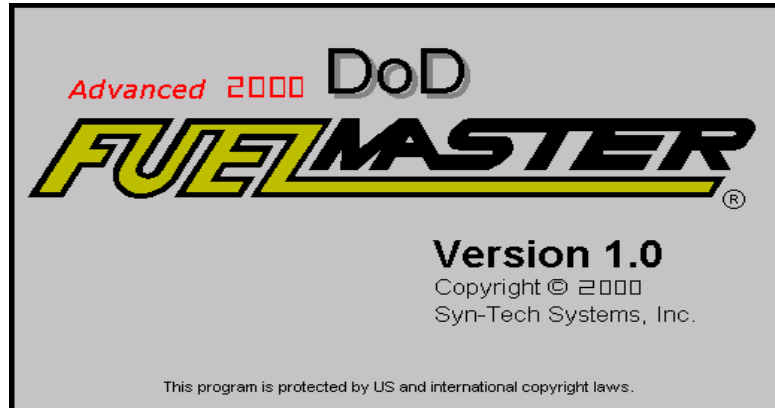 Advanced 2000 DoD
FUELMASTER®
Version 1.0
Copyright © 2000
Syn-Tech Systems, Inc.
This program is protected by US and international copyright laws.